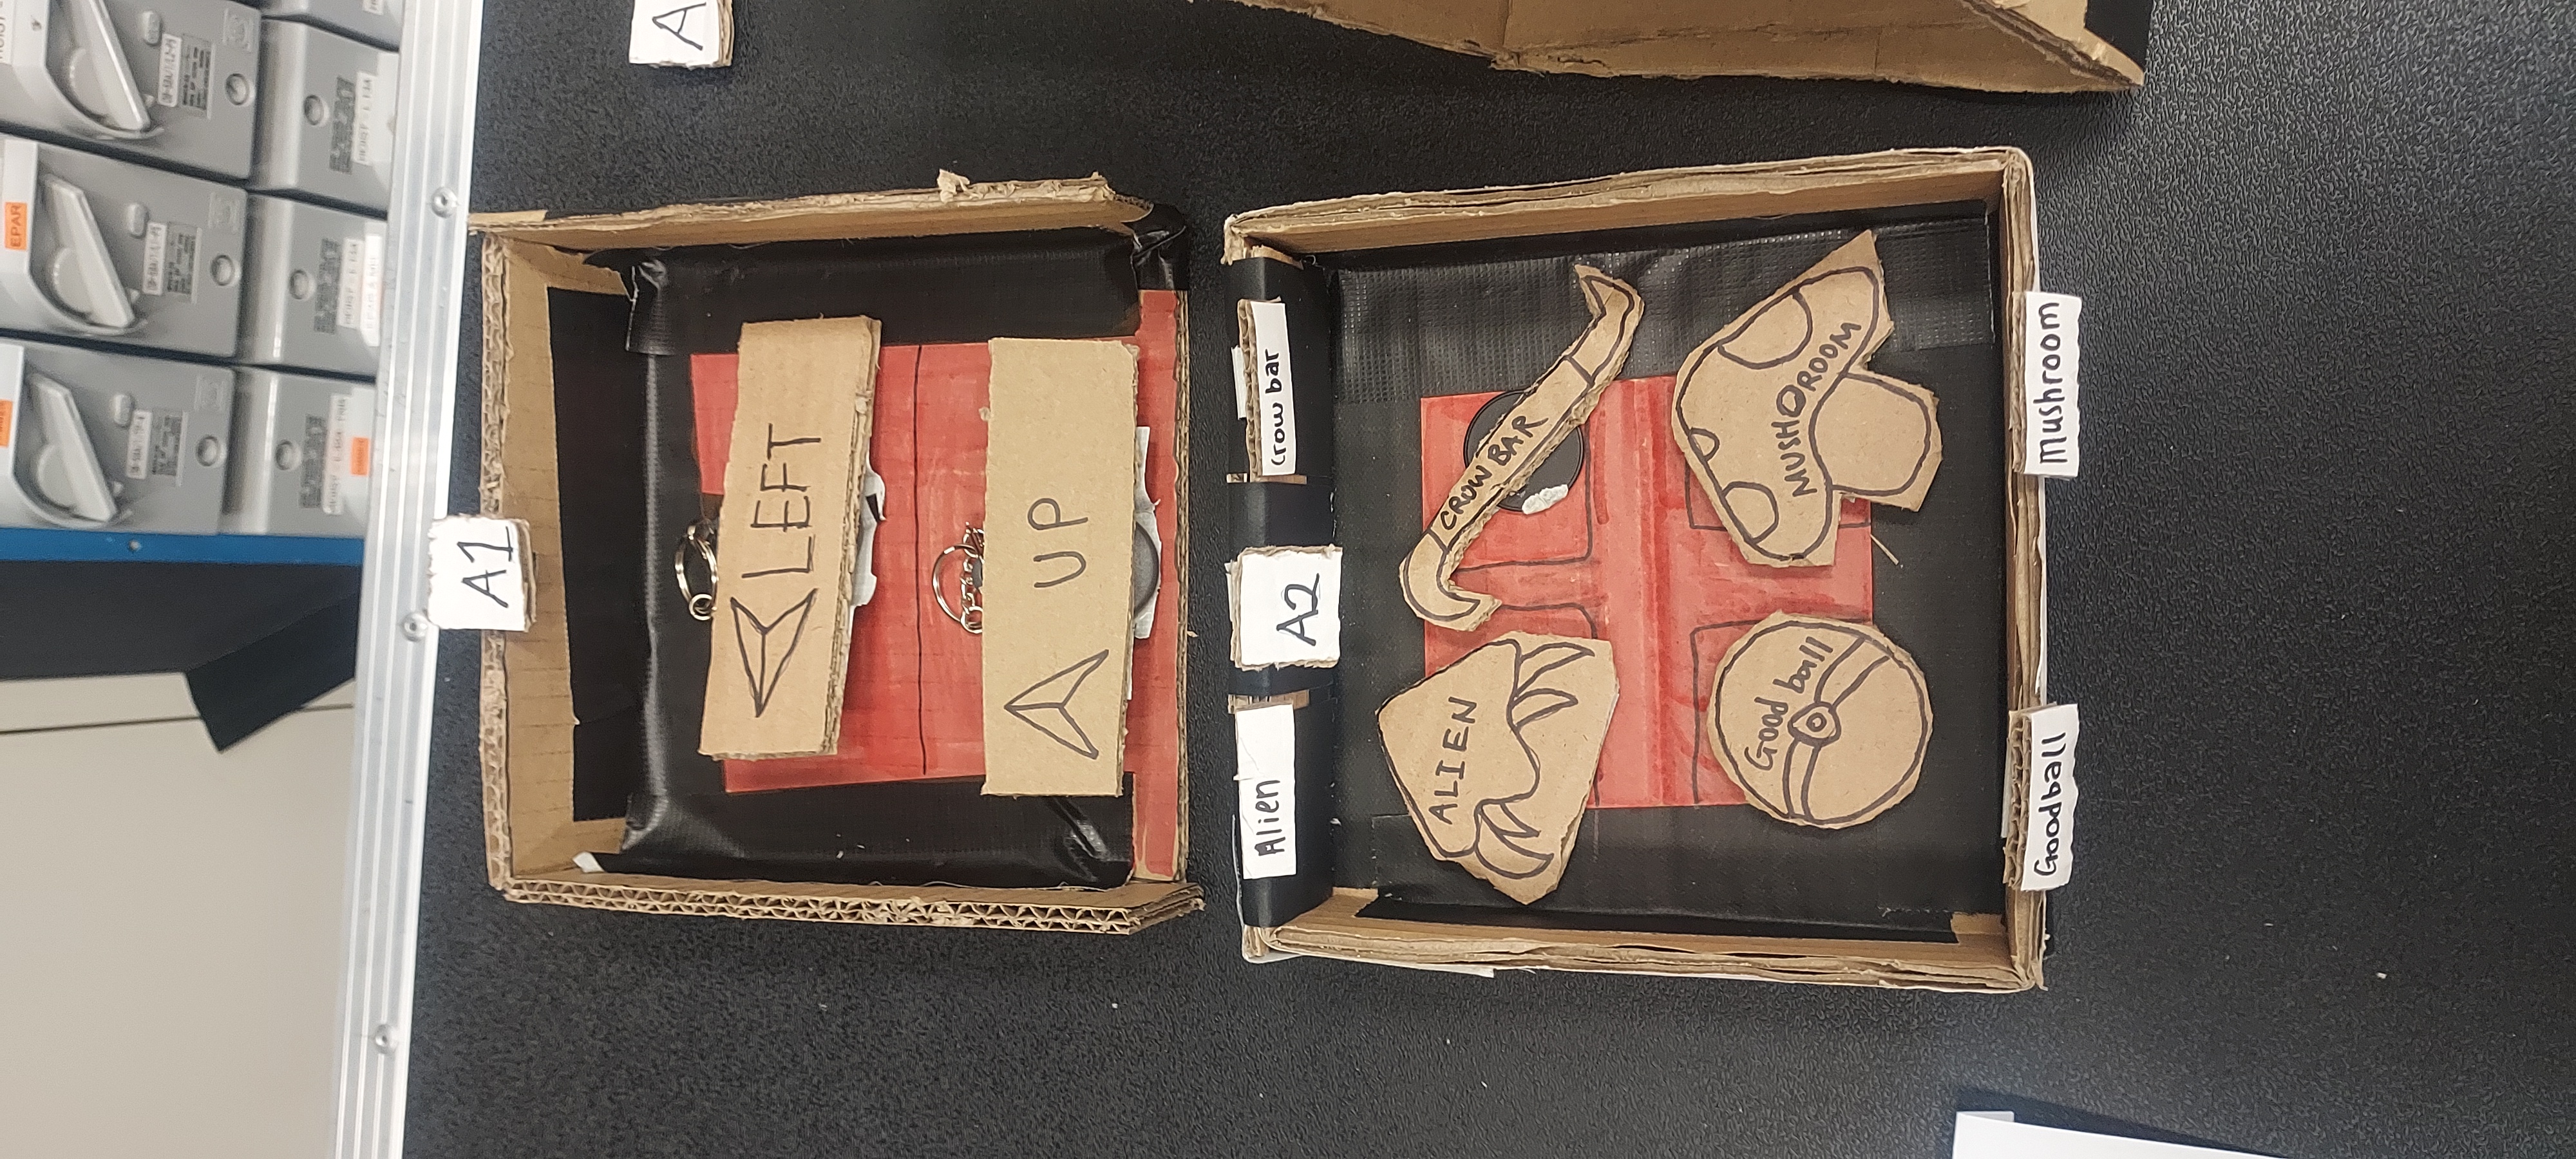 EPAR
A1
A
LEFT
UP
Alien
A2
Crow bar
ALIEN
CROW BAR
Good ball
MUSHROOM
Goodball
Mushroom